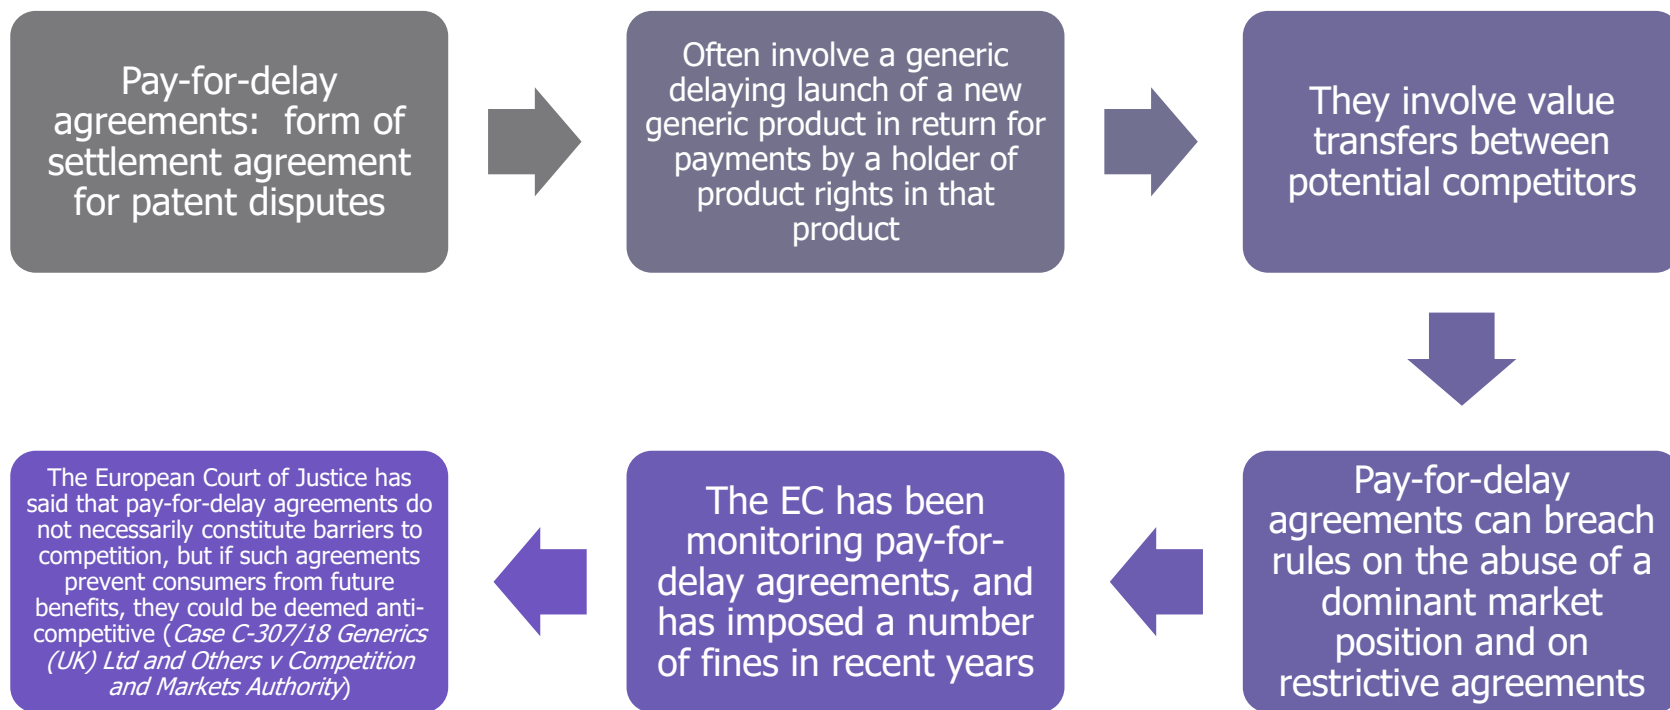 Pay-for-delay
agreements:  form of
settlement agreement
for patent disputes
Often involve a generic
delaying launch of a new
generic product in return for
payments by a holder of
product rights in that
product
They involve value
transfers between
potential competitors
Pay-for-delay
agreements can breach
rules on the abuse of a
dominant market
position and on
restrictive agreements
The EC has been
monitoring pay-for-
delay agreements, and
has imposed a number
of fines in recent years
The European Court of Justice has
said that pay-for-delay agreements do
not necessarily constitute barriers to
competition, but if such agreements
prevent consumers from future
benefits, they could be deemed anti-
competitive (Case C-307/18 Generics
(UK) Ltd and Others v Competition
and Markets Authority)